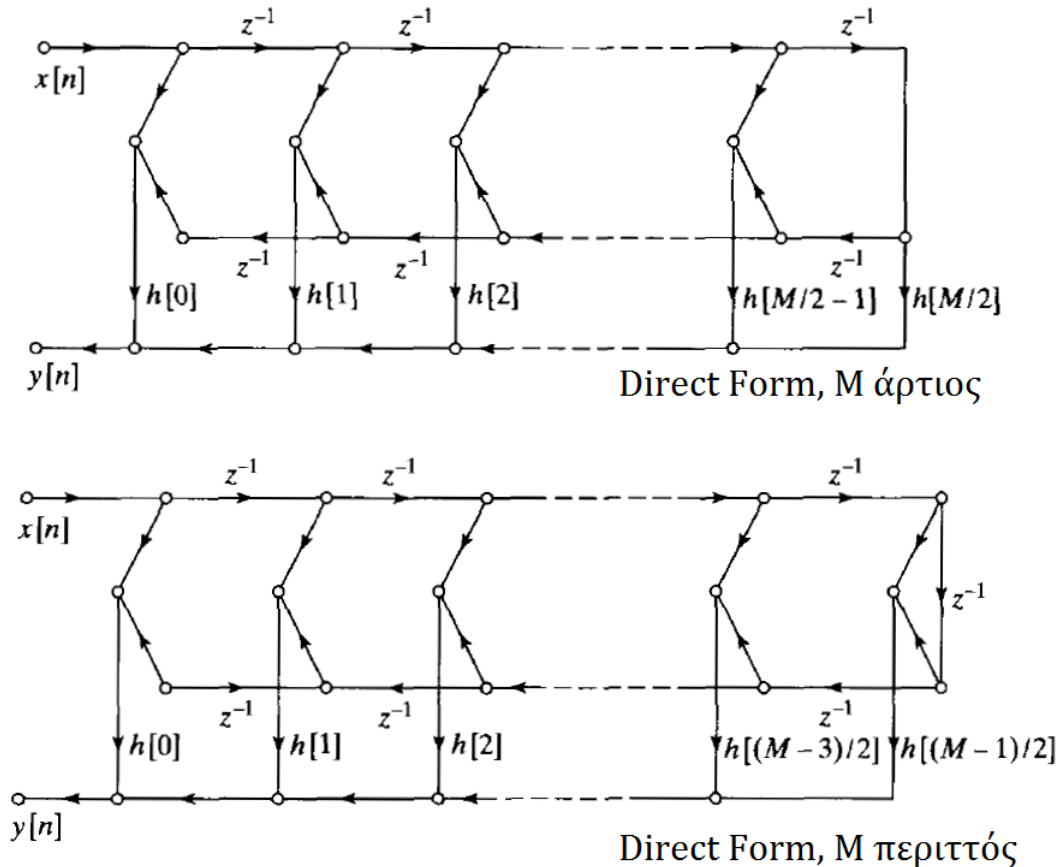 z⁻¹ z⁻¹ z⁻¹
x[n]
z⁻¹ z⁻¹ z⁻¹
h[0] h[1] h[2] h[M/2 − 1] h[M/2]
y[n]
Direct Form, M άρτιος
z⁻¹ z⁻¹ z⁻¹
x[n]
z⁻¹
z⁻¹ z⁻¹ z⁻¹
h[0] h[1] h[2] h[(M − 3)/2] h[(M − 1)/2]
y[n]
Direct Form, M περιττός